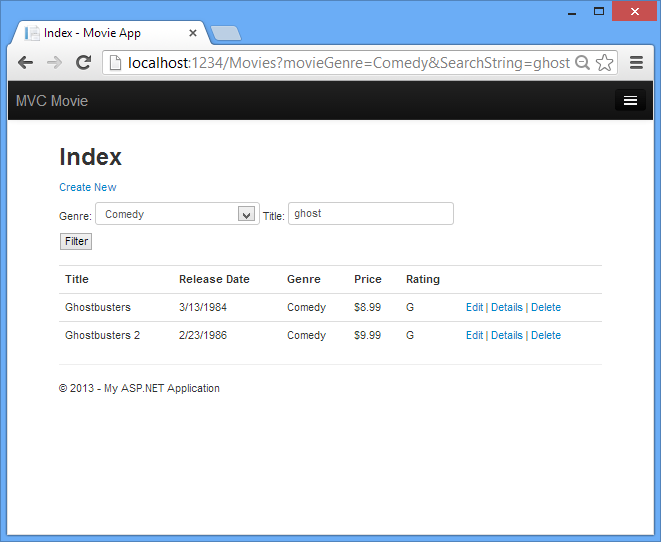 Index - Movie App
localhost:1234/Movies?movieGenre=Comedy&SearchString=ghost
MVC Movie
Index
Create New
Genre: Comedy Title: ghost
Filter
Title Release Date Genre Price Rating
Ghostbusters 3/13/1984 Comedy $8.99 G Edit | Details | Delete
Ghostbusters 2 2/23/1986 Comedy $9.99 G Edit | Details | Delete
© 2013 - My ASP.NET Application